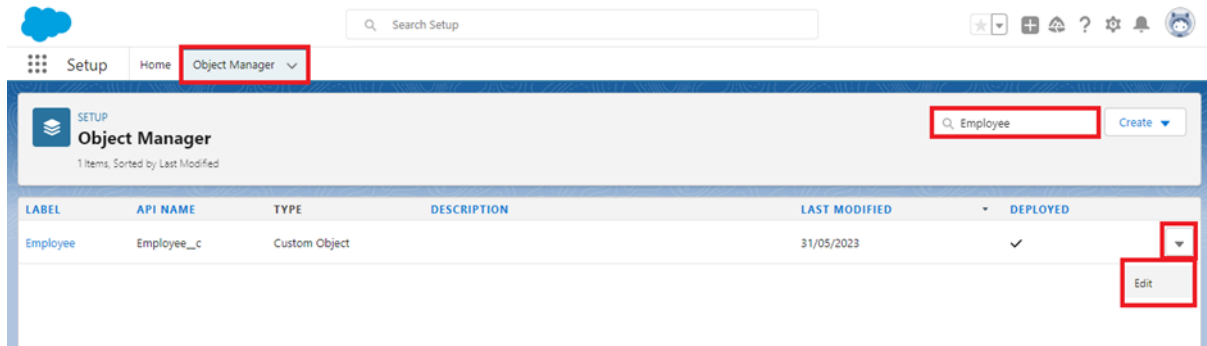 Search Setup
Setup Home Object Manager
SETUP
Object Manager
1 Items, Sorted by Last Modified
Employee
Create
LABEL API NAME TYPE DESCRIPTION LAST MODIFIED DEPLOYED
Employee Employee__c Custom Object 31/05/2023
Edit